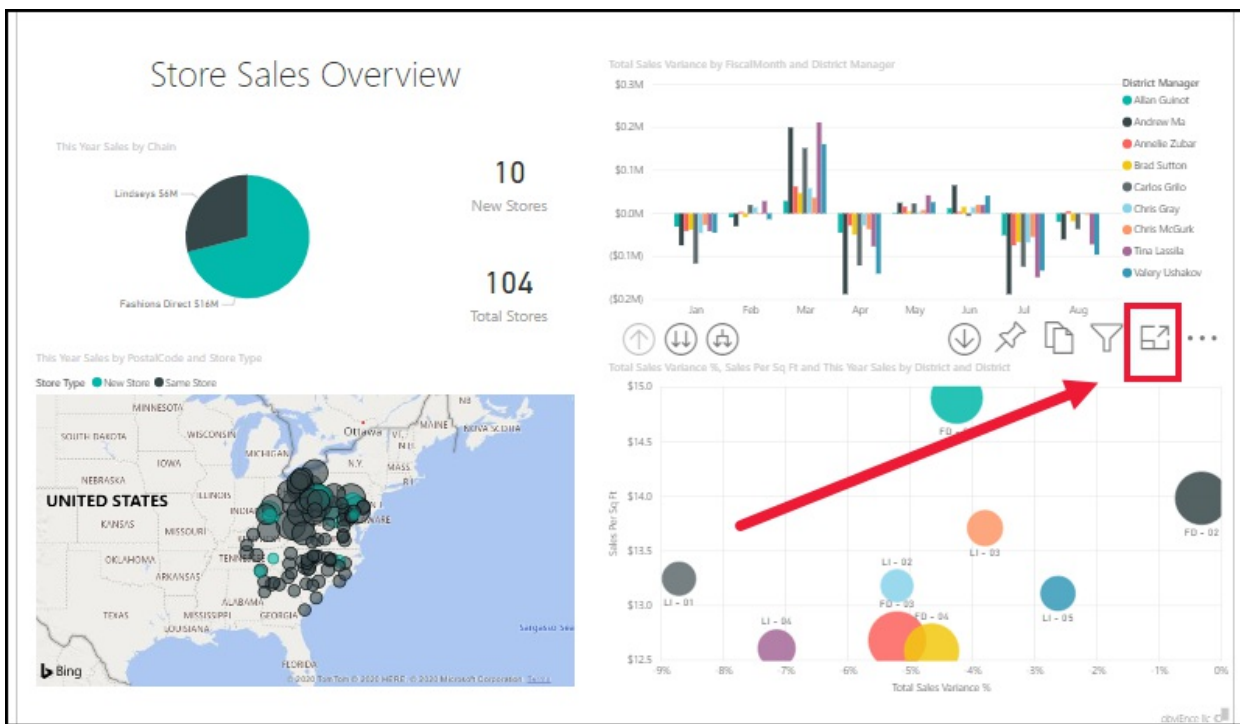 Store Sales Overview
This Year Sales by Chain
Lindseys $6M
Fashions Direct $16M
10
New Stores
104
Total Stores
Total Sales Variance by FiscalMonth and District Manager
$0.3M
$0.2M
$0.1M
$0.0M
($0.1M)
($0.2M)
Jan Feb Mar Apr May Jun Jul Aug
District Manager
Allan Guinot
Andrew Ma
Annelie Zubar
Brad Sutton
Carlos Grilo
Chris Gray
Chris McGurk
Tina Lassila
Valery Ushakov
This Year Sales by PostalCode and Store Type
Store Type New Store Same Store
MINNESOTA
NB
Ottawa
MAINE
NOVA SCOTIA
SOUTH DAKOTA
WISCONSIN
VT.
MICHIGAN
N.Y.
MASS
IOWA
NEBRASKA
UNITED STATES
ILLINOIS
KANSAS
MISSOURI
OKLAHOMA
ARKANSAS
ALABAMA
TEXAS
MISSISSIPPI
GEORGIA
LOUISIANA
Sargasso Sea
FLORIDA
Bing
© 2020 TomTom © 2020 HERE, © 2020 Microsoft Corporation Terms
Total Sales Variance %, Sales Per Sq Ft and This Year Sales by District and District
Sales Per Sq Ft
$15.0
$14.5
$14.0
$13.5
$13.0
$12.5
FD - 02
LI - 03
LI - 02
LI - 01
FD - 03
FD - 04
LI - 05
LI - 04
-9% -8% -7% -6% -5% -4% -3% -2% -1% 0%
Total Sales Variance %
obviEnce llc ©